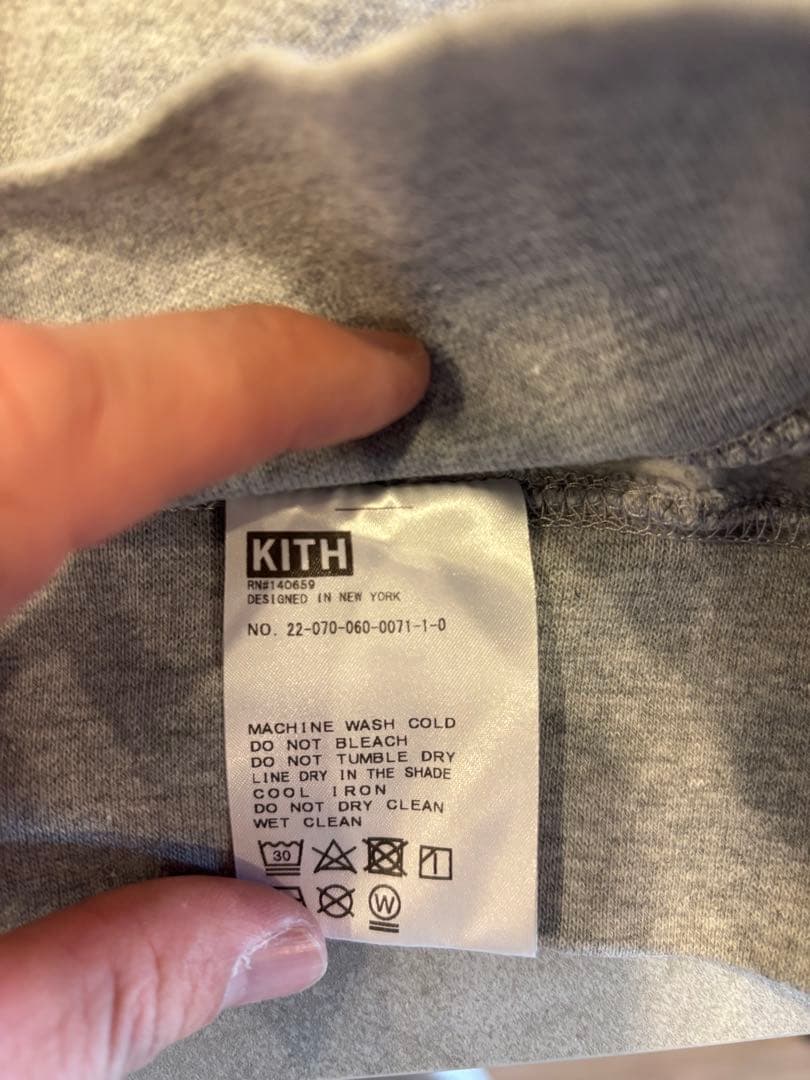 KITH
RN#140659
DESIGNED IN NEW YORK
NO. 22-070-060-0071-1-0
MACHINE WASH COLD
DO NOT BLEACH
DO NOT TUMBLE DRY
LINE DRY IN THE SHADE
COOL IRON
DO NOT DRY CLEAN
WET CLEAN
30
W